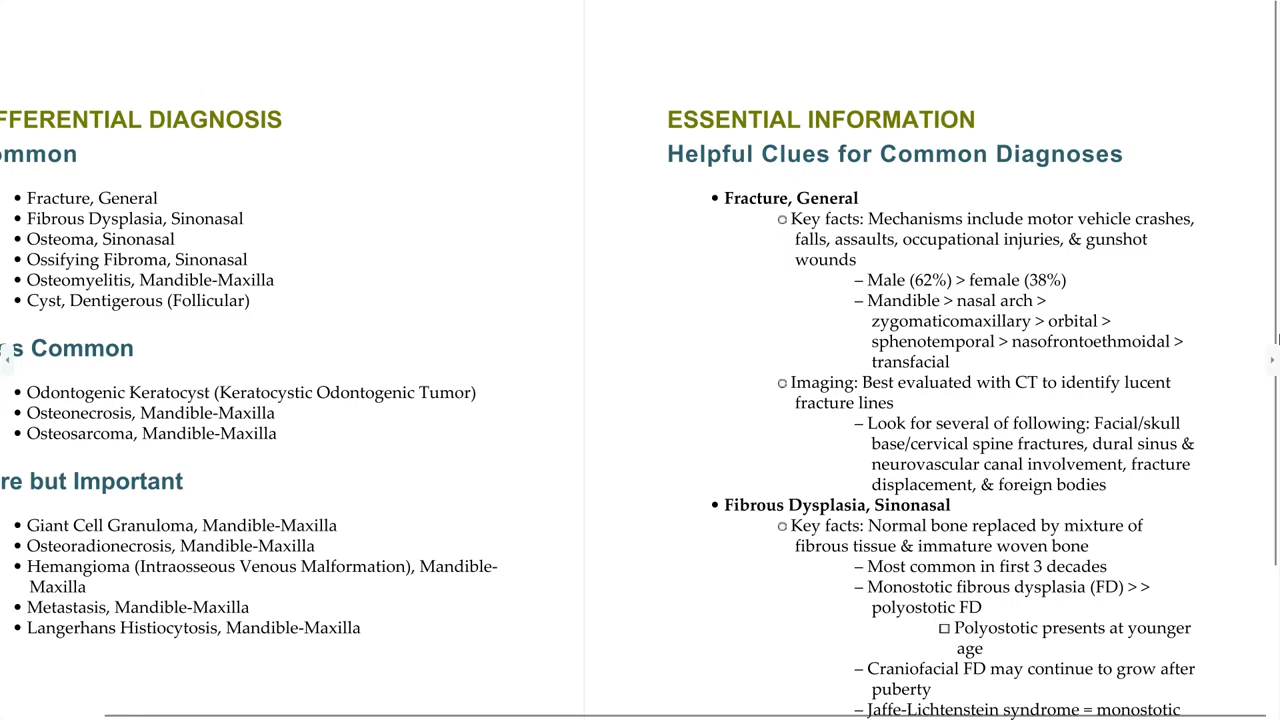 FFERENTIAL DIAGNOSIS
ommon
• Fracture, General
• Fibrous Dysplasia, Sinonasal
• Osteoma, Sinonasal
• Ossifying Fibroma, Sinonasal
• Osteomyelitis, Mandible-Maxilla
• Cyst, Dentigerous (Follicular)
s Common
• Odontogenic Keratocyst (Keratocystic Odontogenic Tumor)
• Osteonecrosis, Mandible-Maxilla
• Osteosarcoma, Mandible-Maxilla
re but Important
• Giant Cell Granuloma, Mandible-Maxilla
• Osteoradionecrosis, Mandible-Maxilla
• Hemangioma (Intraosseous Venous Malformation), Mandible-
Maxilla
• Metastasis, Mandible-Maxilla
• Langerhans Histiocytosis, Mandible-Maxilla
ESSENTIAL INFORMATION
Helpful Clues for Common Diagnoses
• Fracture, General
○ Key facts: Mechanisms include motor vehicle crashes,
falls, assaults, occupational injuries, & gunshot
wounds
– Male (62%) > female (38%)
– Mandible > nasal arch >
zygomaticomaxillary > orbital >
sphenotemporal > nasofrontoethmoidal >
transfacial
○ Imaging: Best evaluated with CT to identify lucent
fracture lines
– Look for several of following: Facial/skull
base/cervical spine fractures, dural sinus &
neurovascular canal involvement, fracture
displacement, & foreign bodies
• Fibrous Dysplasia, Sinonasal
○ Key facts: Normal bone replaced by mixture of
fibrous tissue & immature woven bone
– Most common in first 3 decades
– Monostotic fibrous dysplasia (FD) >>
polyostotic FD
□ Polyostotic presents at younger
age
– Craniofacial FD may continue to grow after
puberty
– Jaffe-Lichtenstein syndrome = monostotic